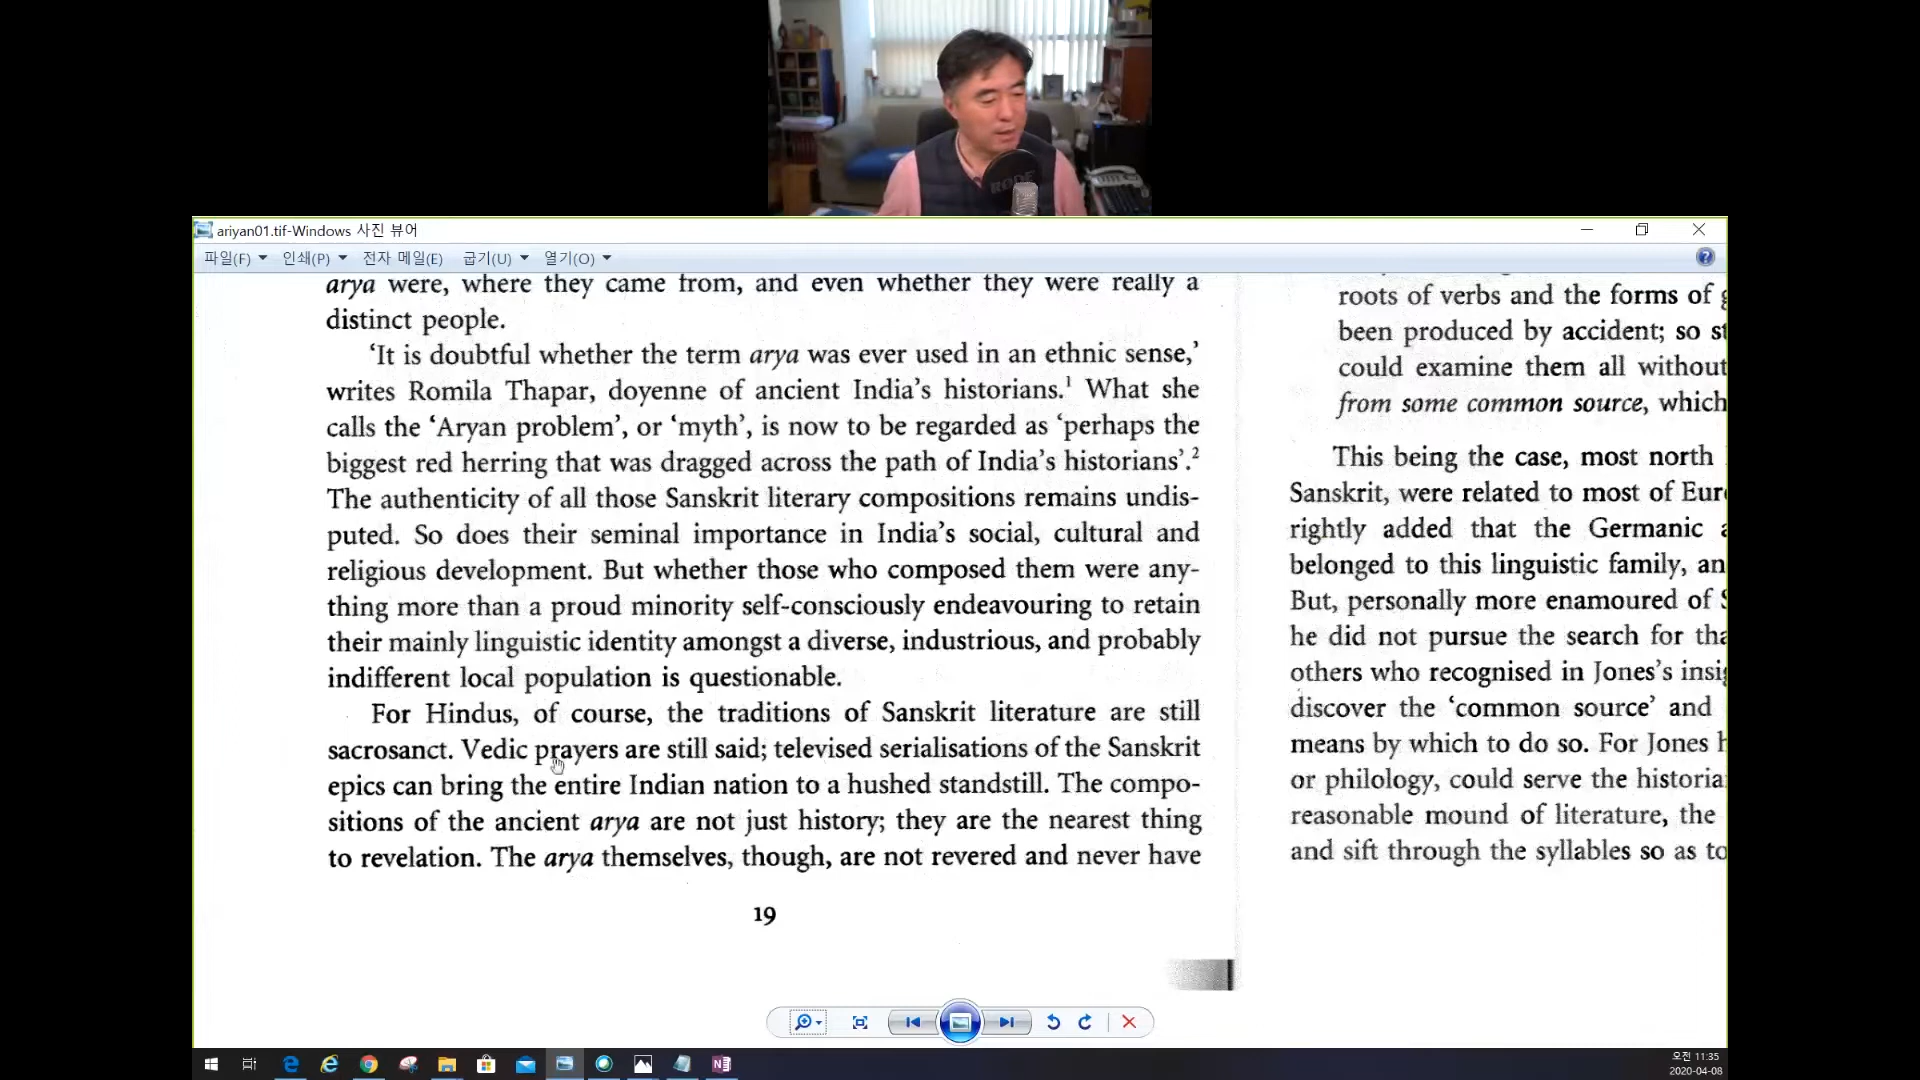 RODE
ariyan01.tif-Windows 사진 뷰어
파일(F) 인쇄(P) 전자 메일(E) 굽기(U) 열기(O)
arya were, where they came from, and even whether they were really a
distinct people.
‘It is doubtful whether the term arya was ever used in an ethnic sense,’
writes Romila Thapar, doyenne of ancient India’s historians.¹ What she
calls the ‘Aryan problem’, or ‘myth’, is now to be regarded as ‘perhaps the
biggest red herring that was dragged across the path of India’s historians’.²
The authenticity of all those Sanskrit literary compositions remains undis-
puted. So does their seminal importance in India’s social, cultural and
religious development. But whether those who composed them were any-
thing more than a proud minority self-consciously endeavouring to retain
their mainly linguistic identity amongst a diverse, industrious, and probably
indifferent local population is questionable.
For Hindus, of course, the traditions of Sanskrit literature are still
sacrosanct. Vedic prayers are still said; televised serialisations of the Sanskrit
epics can bring the entire Indian nation to a hushed standstill. The compo-
sitions of the ancient arya are not just history; they are the nearest thing
to revelation. The arya themselves, though, are not revered and never have
19
roots of verbs and the forms of
been produced by accident; so
could examine them all without
from some common source, which
This being the case, most north
Sanskrit, were related to most of
rightly added that the Germanic
belonged to this linguistic family,
But, personally more enamoured of
he did not pursue the search for
others who recognised in Jones’s
discover the ‘common source’ and
means by which to do so. For Jones
or philology, could serve the
reasonable mound of literature, the
and sift through the syllables so as to
오전 11:35
2020-04-08